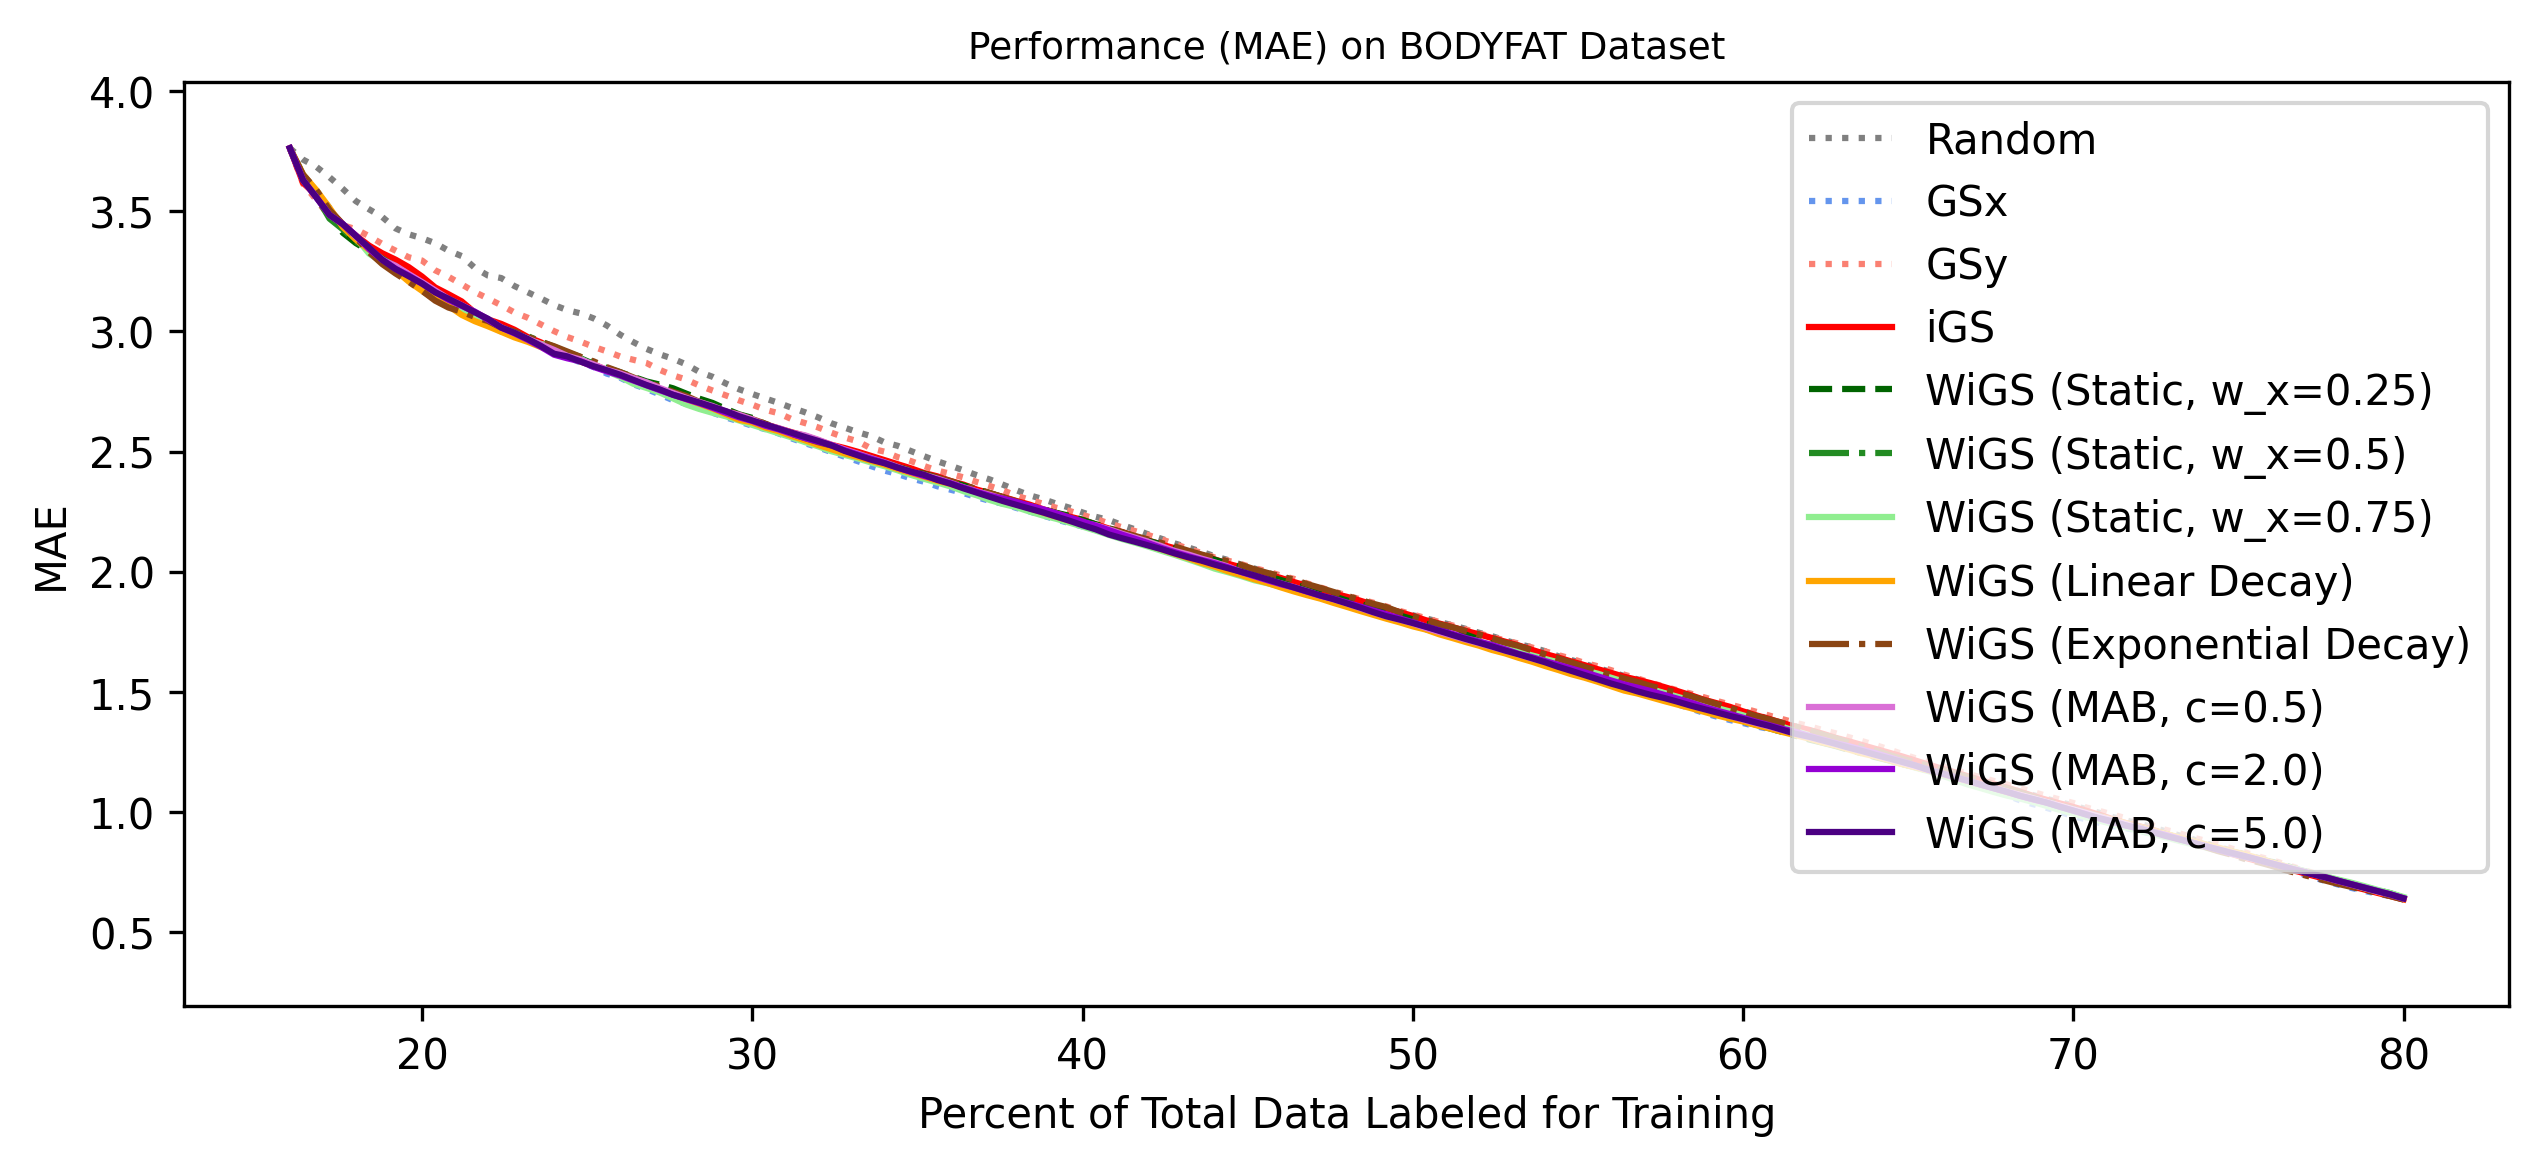 Performance (MAE) on BODYFAT Dataset
4.0
3.5
3.0
2.5
2.0
1.5
1.0
0.5
MAE
Random
GSx
GSy
iGS
WiGS (Static, w_x=0.25)
WiGS (Static, w_x=0.5)
WiGS (Static, w_x=0.75)
WiGS (Linear Decay)
WiGS (Exponential Decay)
WiGS (MAB, c=0.5)
WiGS (MAB, c=2.0)
WiGS (MAB, c=5.0)
20 30 40 50 60 70 80
Percent of Total Data Labeled for Training